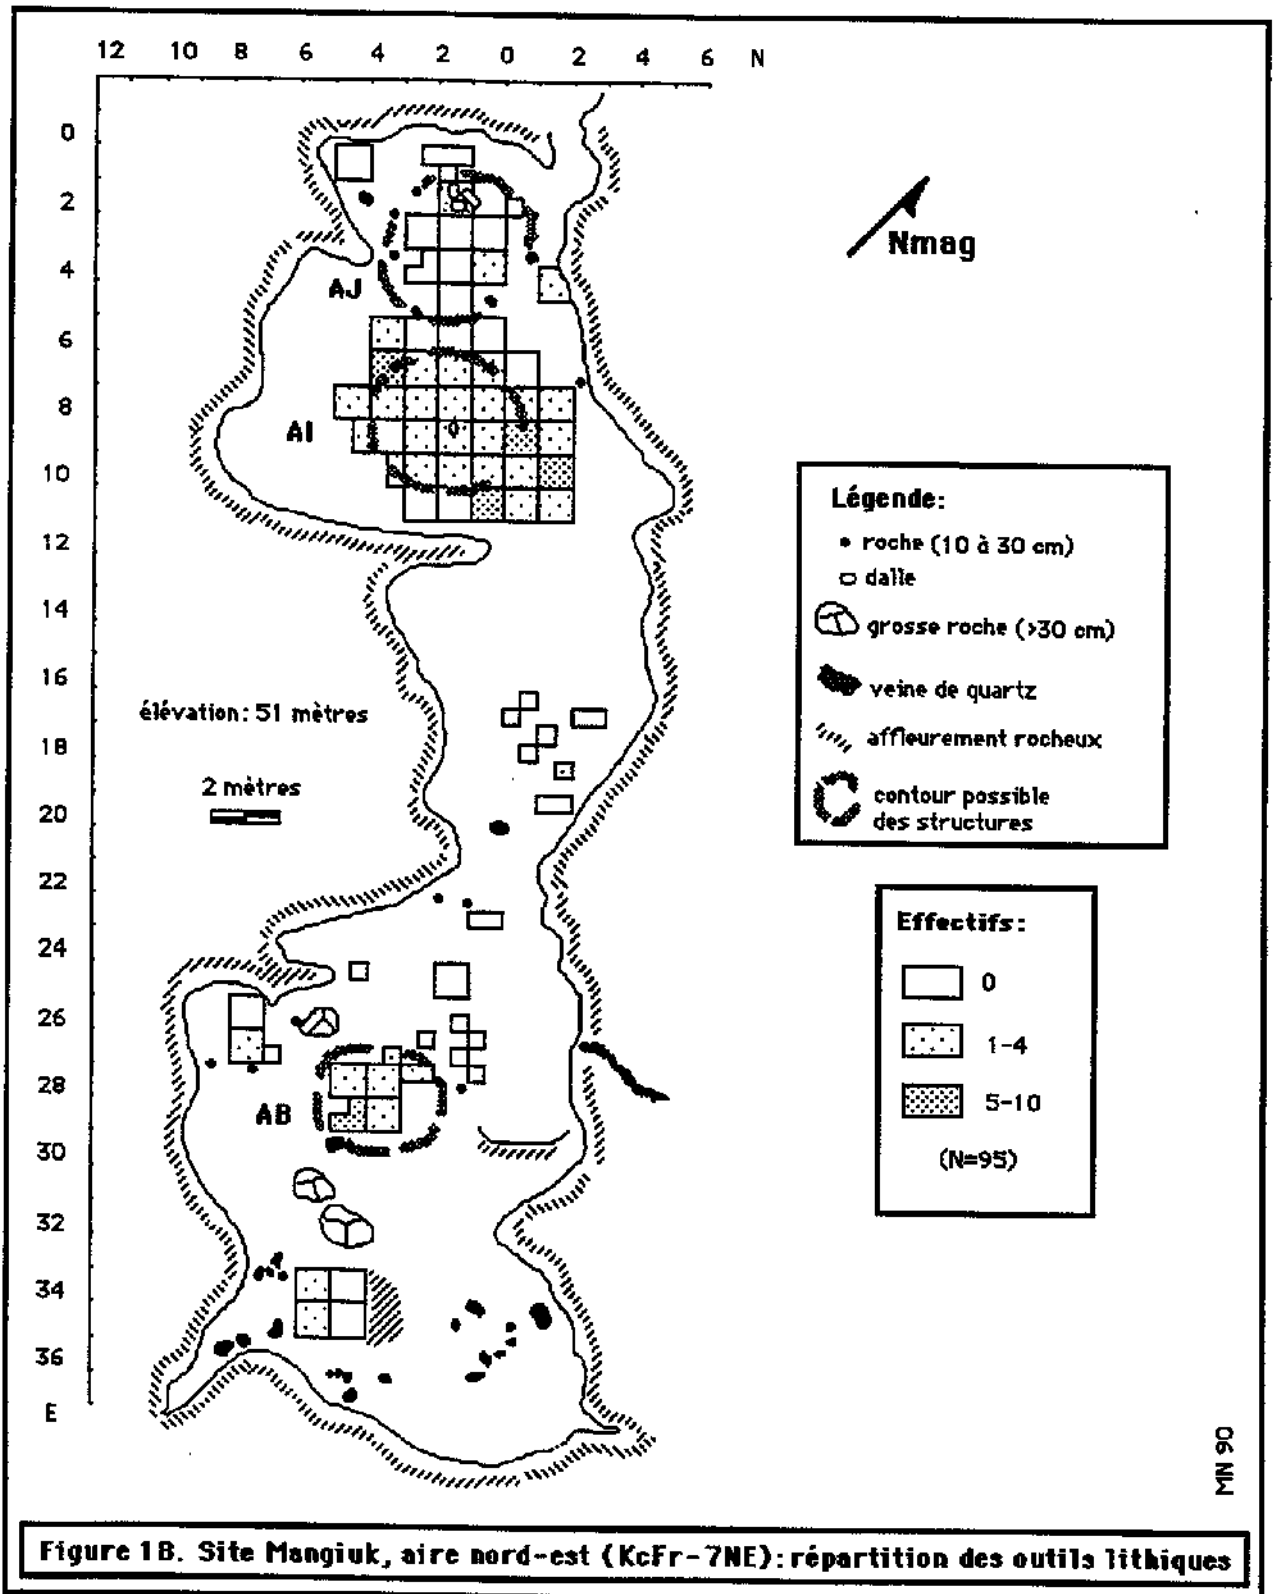 12 10 8 6 4 2 0 2 4 6 N
0
2
4
6
8
10
12
14
16
18
20
22
24
26
28
30
32
34
36
E
Nmag
AJ
AI
AB
élévation: 51 mètres
2 mètres
Légende:
roche (10 à 30 cm)
dalle
grosse roche (>30 cm)
veine de quartz
affleurement rocheux
contour possible
des structures
Effectifs:
0
1-4
5-10
(N=95)
MN 90
Figure 1B. Site Mangiuk, aire nord-est (KcFr-7NE): répartition des outils lithiques